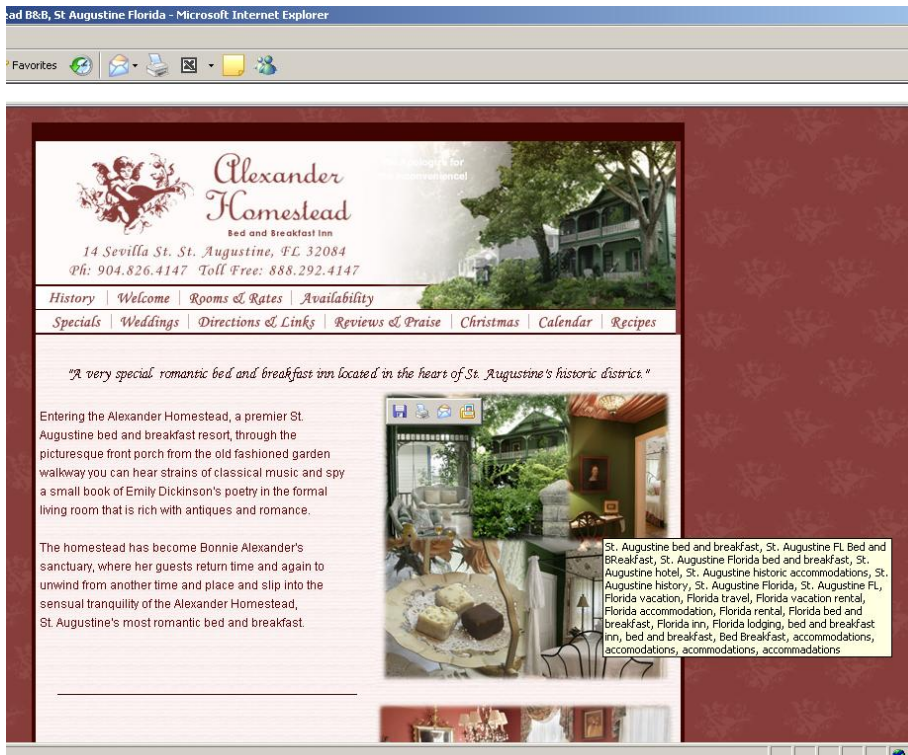 ead B&B, St Augustine Florida - Microsoft Internet Explorer
Favorites
Alexander
Homestead
Bed and Breakfast Inn
14 Sevilla St. St. Augustine, FL 32084
Ph: 904.826.4147 Toll Free: 888.292.4147
for
History | Welcome | Rooms & Rates | Availability
Specials | Weddings | Directions & Links | Reviews & Praise | Christmas | Calendar | Recipes
"A very special romantic bed and breakfast inn located in the heart of St. Augustine's historic district."
Entering the Alexander Homestead, a premier St.
Augustine bed and breakfast resort, through the
picturesque front porch from the old fashioned garden
walkway you can hear strains of classical music and spy
a small book of Emily Dickinson's poetry in the formal
living room that is rich with antiques and romance.
The homestead has become Bonnie Alexander's
sanctuary, where her guests return time and again to
unwind from another time and place and slip into the
sensual tranquility of the Alexander Homestead,
St. Augustine's most romantic bed and breakfast.
St. Augustine bed and breakfast, St. Augustine FL Bed and
BReakfast, St. Augustine Florida bed and breakfast, St.
Augustine hotel, St. Augustine historic accommodations, St.
Augustine history, St. Augustine Florida, St. Augustine FL,
Florida vacation, Florida travel, Florida vacation rental,
Florida accommodation, Florida rental, Florida bed and
breakfast, Florida inn, Florida lodging, bed and breakfast
inn, bed and breakfast, Bed Breakfast, accommodations,
accomodations, acommodations, accommadations